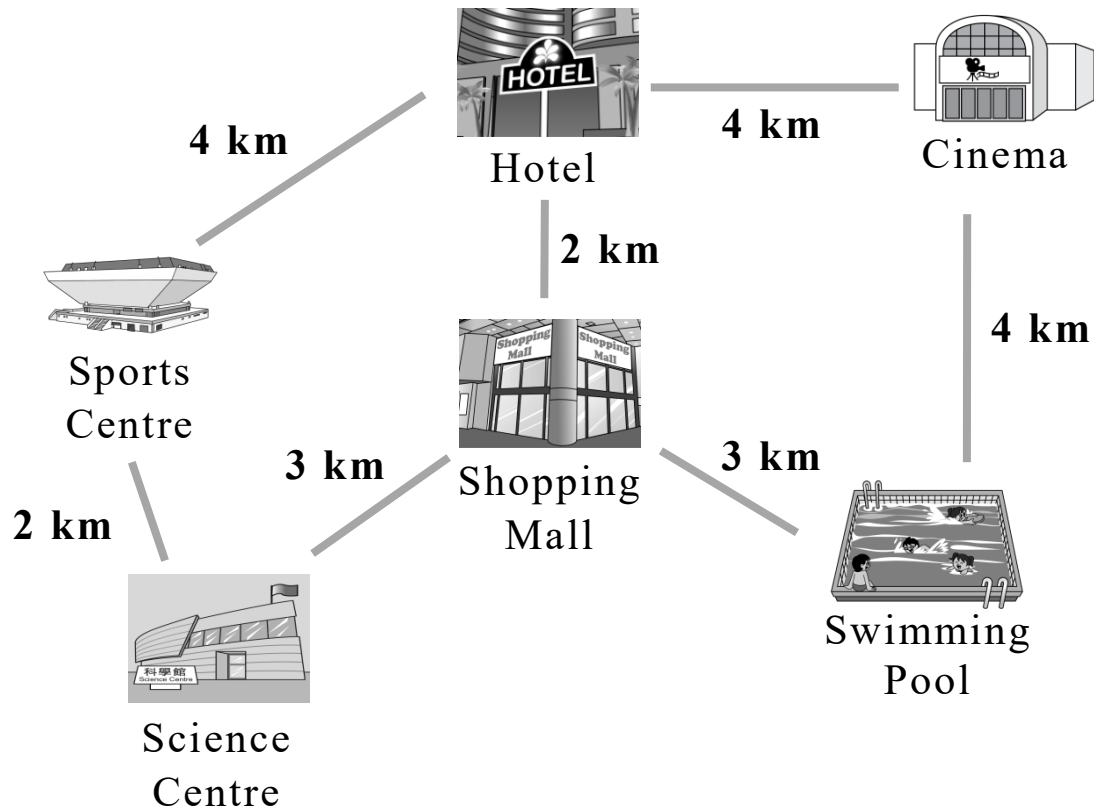 HOTEL
4 km
4 km
Hotel
Cinema
2 km
Shopping
Mall
Shopping
Mall
4 km
Sports
Centre
3 km
Shopping
Mall
3 km
2 km
科學館
Science Centre
Swimming
Pool
Science
Centre